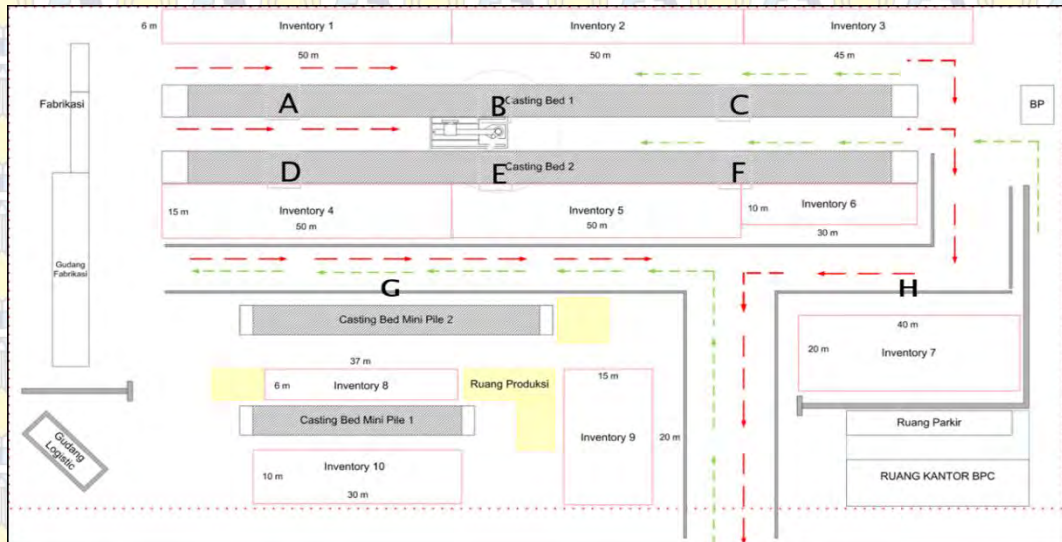 6 m
Inventory 1
Inventory 2
Inventory 3
50 m
50 m
45 m
Fabrikasi
A
B
Casting Bed 1
C
BP
D
E
Casting Bed 2
F
15 m
Inventory 4
50 m
Inventory 5
50 m
10 m
Inventory 6
30 m
Gudang
Fabrikasi
G
H
Casting Bed Mini Pile 2
40 m
20 m
Inventory 7
37 m
6 m
Inventory 8
Ruang Produksi
15 m
Casting Bed Mini Pile 1
Ruang Parkir
Gudang
Logistic
Inventory 9
20 m
Inventory 10
10 m
30 m
RUANG KANTOR BPC